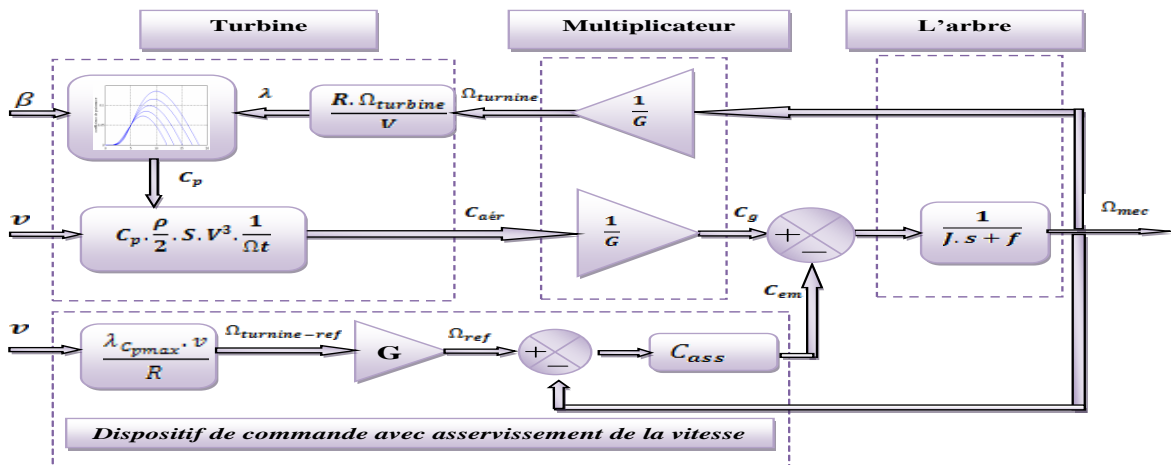 Turbine
Multiplicateur
L'arbre
β
λ
R. Ω_turbine / V
Ω_turnine
1/G
C_p
v
C_p . ρ/2 . S. V³ . 1/Ωt
C_aér
1/G
C_g
+
−
1 / J. s + f
Ω_mec
C_em
v
λ_Cpmax . v / R
Ω_turnine−ref
G
Ω_ref
+
−
C_ass
Dispositif de commande avec asservissement de la vitesse